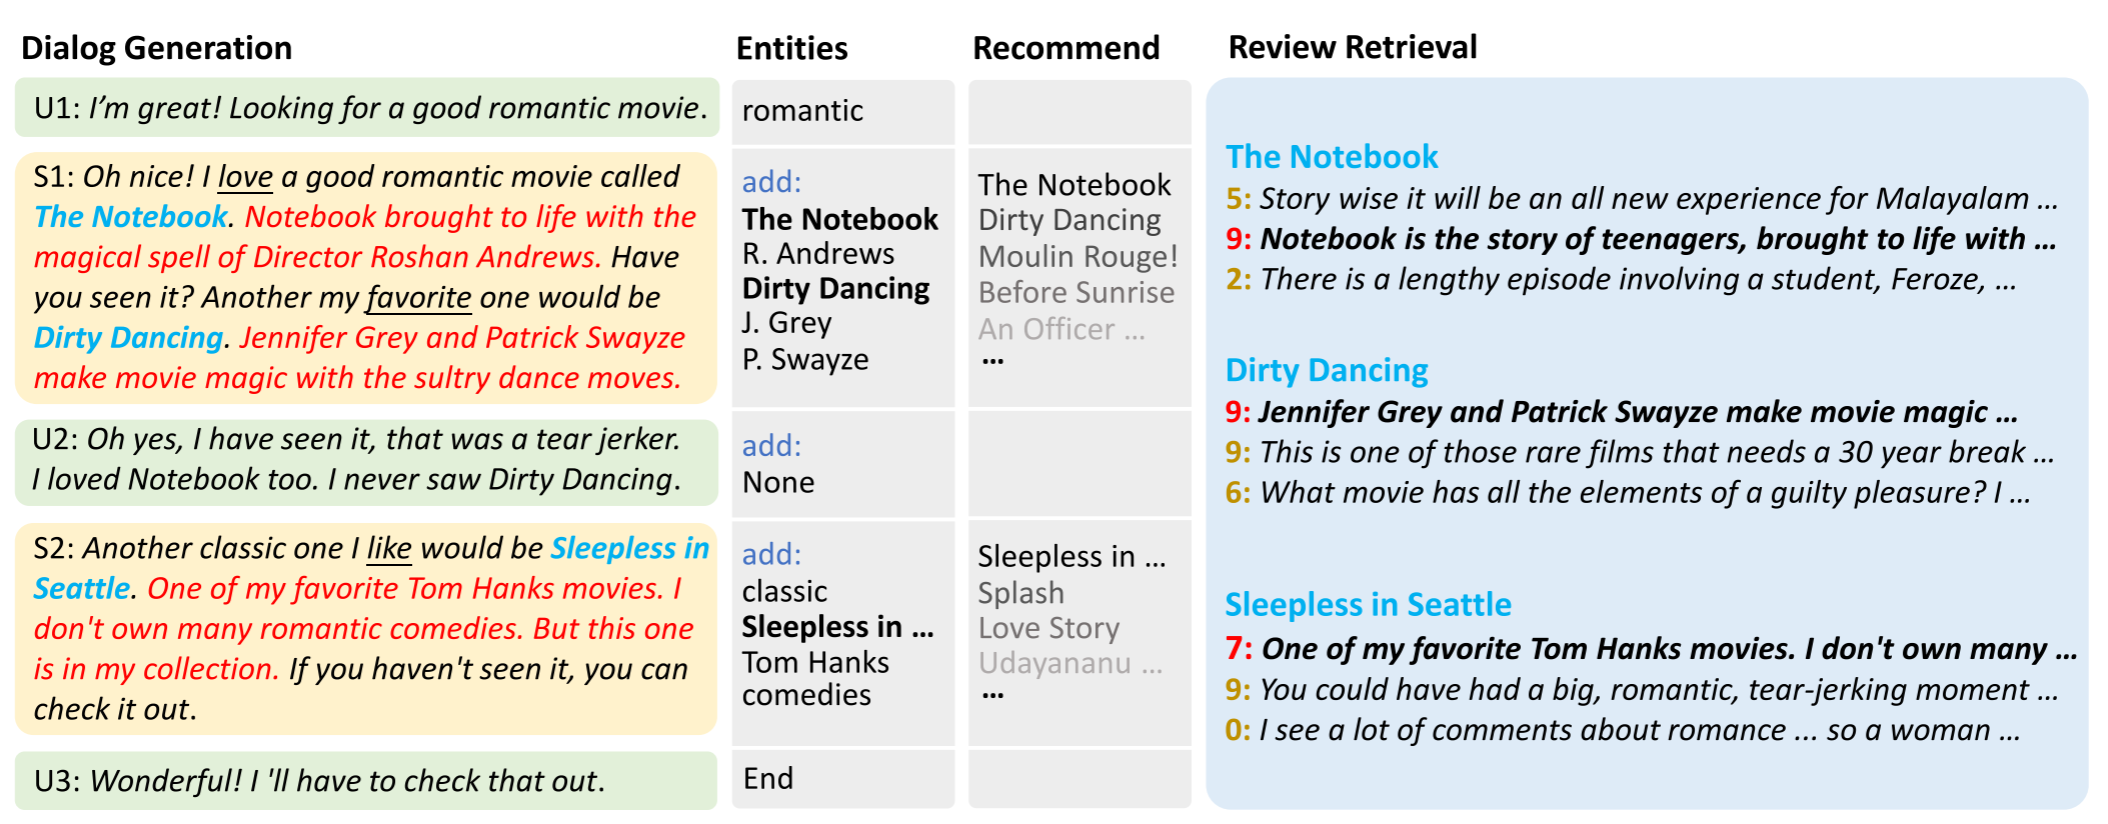 Dialog Generation
U1: I'm great! Looking for a good romantic movie.
S1: Oh nice! I love a good romantic movie called
The Notebook. Notebook brought to life with the
magical spell of Director Roshan Andrews. Have
you seen it? Another my favorite one would be
Dirty Dancing. Jennifer Grey and Patrick Swayze
make movie magic with the sultry dance moves.
U2: Oh yes, I have seen it, that was a tear jerker.
I loved Notebook too. I never saw Dirty Dancing.
S2: Another classic one I like would be Sleepless in
Seattle. One of my favorite Tom Hanks movies. I
don't own many romantic comedies. But this one
is in my collection. If you haven't seen it, you can
check it out.
U3: Wonderful! I 'll have to check that out.
Entities
romantic
add:
The Notebook
R. Andrews
Dirty Dancing
J. Grey
P. Swayze
add:
None
add:
classic
Sleepless in ...
Tom Hanks
comedies
End
Recommend
The Notebook
Dirty Dancing
Moulin Rouge!
Before Sunrise
An Officer ...
...
Sleepless in ...
Splash
Love Story
Udayananu ...
...
Review Retrieval
The Notebook
5: Story wise it will be an all new experience for Malayalam ...
9: Notebook is the story of teenagers, brought to life with ...
2: There is a lengthy episode involving a student, Feroze, ...
Dirty Dancing
9: Jennifer Grey and Patrick Swayze make movie magic ...
9: This is one of those rare films that needs a 30 year break ...
6: What movie has all the elements of a guilty pleasure? I ...
Sleepless in Seattle
7: One of my favorite Tom Hanks movies. I don't own many ...
9: You could have had a big, romantic, tear-jerking moment ...
0: I see a lot of comments about romance ... so a woman ...